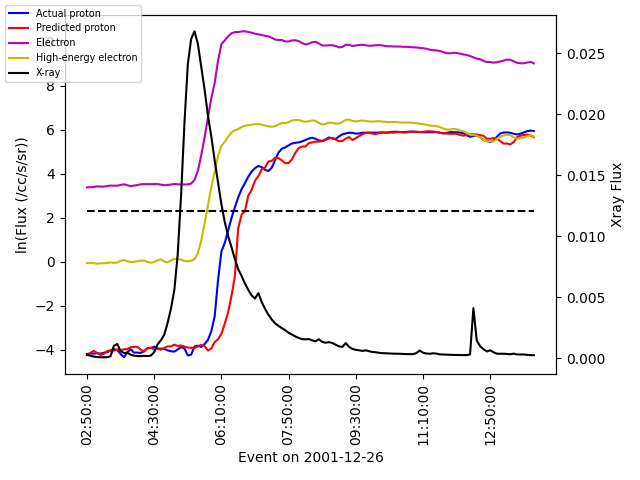 Actual proton
Predicted proton
Electron
High-energy electron
X-ray
8
6
4
2
0
−2
−4
ln(Flux (/cc/s/sr))
0.025
0.020
0.015
0.010
0.005
0.000
Xray Flux
02:50:00
04:30:00
06:10:00
07:50:00
09:30:00
11:10:00
12:50:00
Event on 2001-12-26